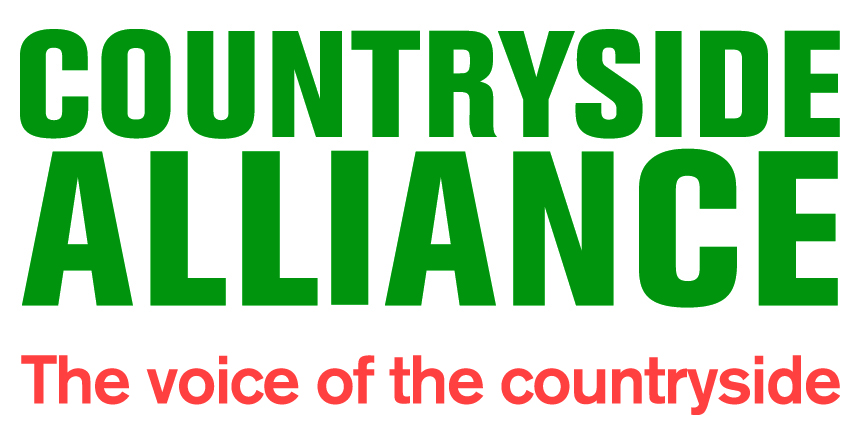 COUNTRYSIDE
ALLIANCE
The voice of the countryside